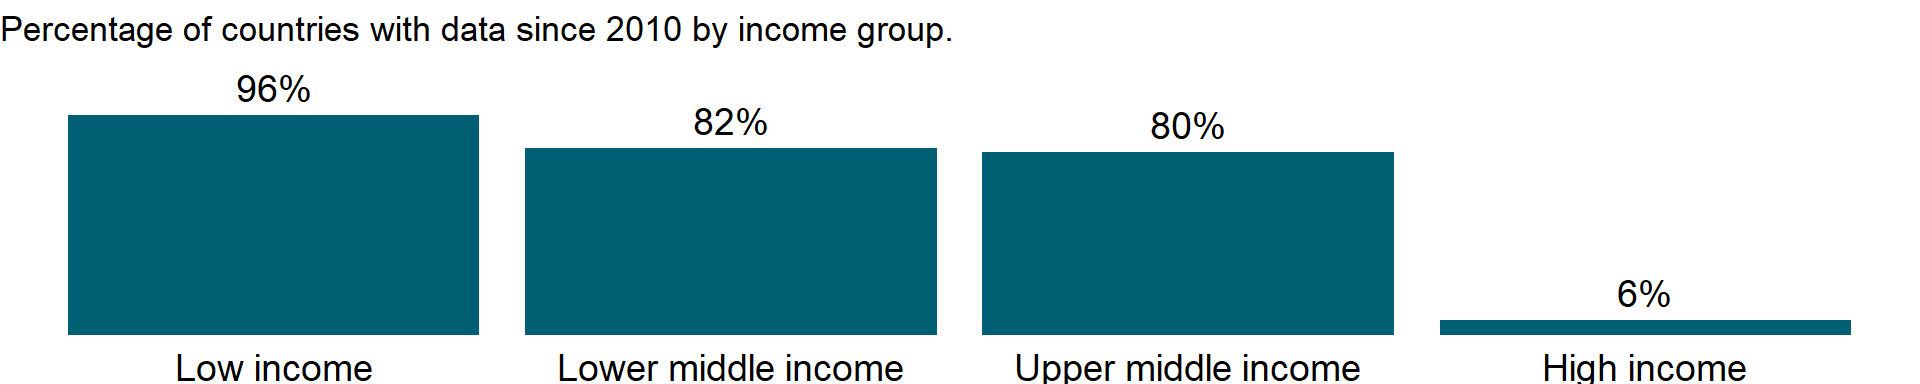 Percentage of countries with data since 2010 by income group.
96%
82%
80%
6%
Low income
Lower middle income
Upper middle income
High income